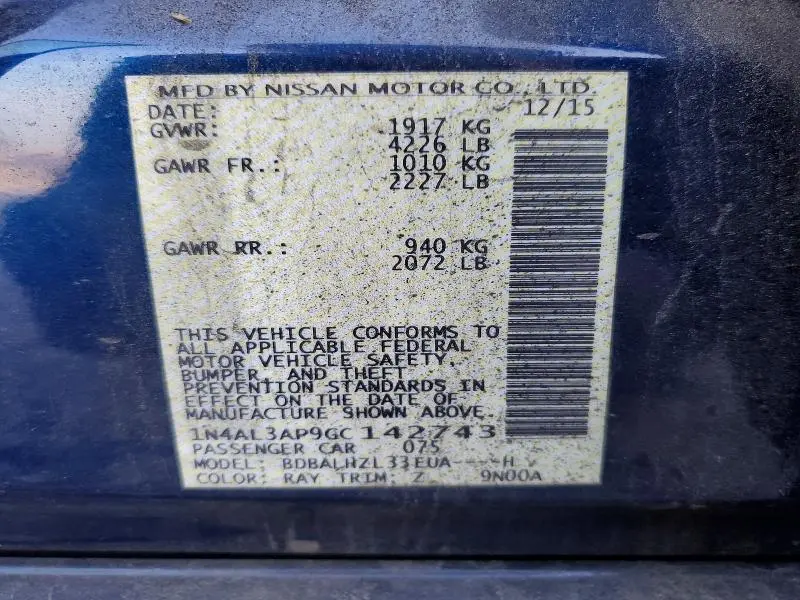 MFD BY NISSAN MOTOR CO., LTD.
DATE: 12/15
GVWR: 1917 KG
4226 LB
GAWR FR.: 1010 KG
2227 LB
GAWR RR.: 940 KG
2072 LB
THIS VEHICLE CONFORMS TO
ALL APPLICABLE FEDERAL
MOTOR VEHICLE SAFETY,
BUMPER, AND THEFT
PREVENTION STANDARDS IN
EFFECT ON THE DATE OF
MANUFACTURE SHOWN ABOVE.
1N4AL3AP9GC142743
PASSENGER CAR 075
MODEL: BDBALHZL33EUA----H
COLOR: RAY TRIM: Z 9N00A